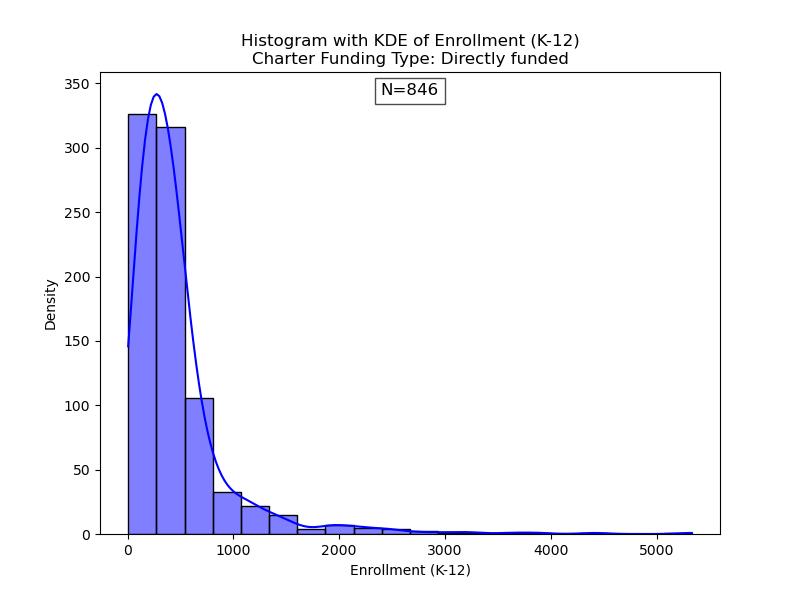 Histogram with KDE of Enrollment (K-12)
Charter Funding Type: Directly funded
N=846
350
300
250
200
150
100
50
0
Density
0 1000 2000 3000 4000 5000
Enrollment (K-12)